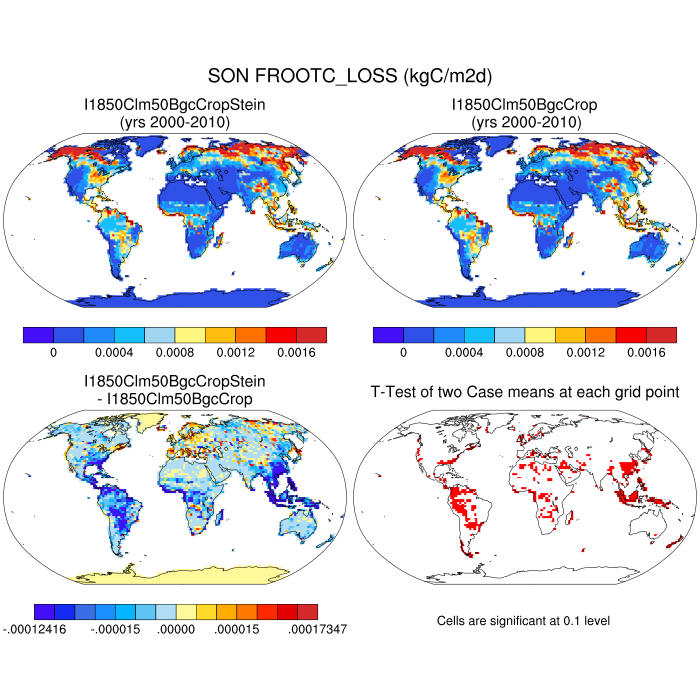 SON FROOTC_LOSS (kgC/m2d)
I1850Clm50BgcCropStein
(yrs 2000-2010)
I1850Clm50BgcCrop
(yrs 2000-2010)
0 0.0004 0.0008 0.0012 0.0016
0 0.0004 0.0008 0.0012 0.0016
I1850Clm50BgcCropStein
- I1850Clm50BgcCrop
T-Test of two Case means at each grid point
-.00012416 -.000015 .00000 .000015 .00017347
Cells are significant at 0.1 level